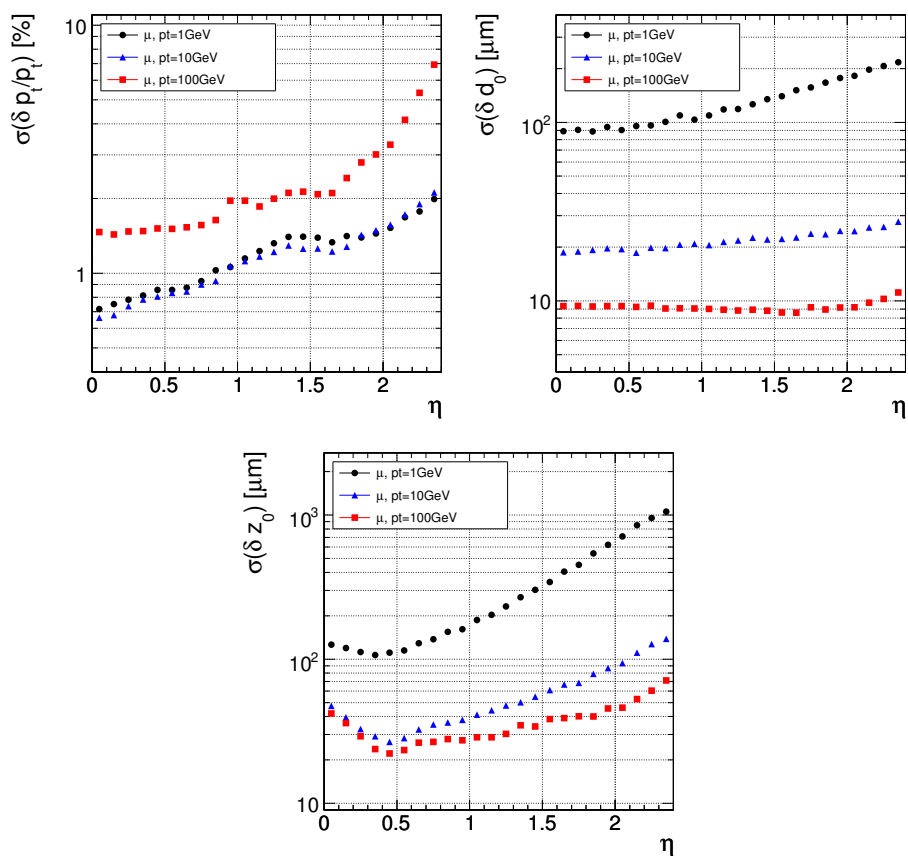 σ(δ p_t/p_t) [%]
10
1
μ, pt=1GeV
μ, pt=10GeV
μ, pt=100GeV
0 0.5 1 1.5 2
η
σ(δ d_0) [μm]
10^2
10
μ, pt=1GeV
μ, pt=10GeV
μ, pt=100GeV
0 0.5 1 1.5 2
η
σ(δ z_0) [μm]
10^3
10^2
10
μ, pt=1GeV
μ, pt=10GeV
μ, pt=100GeV
0 0.5 1 1.5 2
η